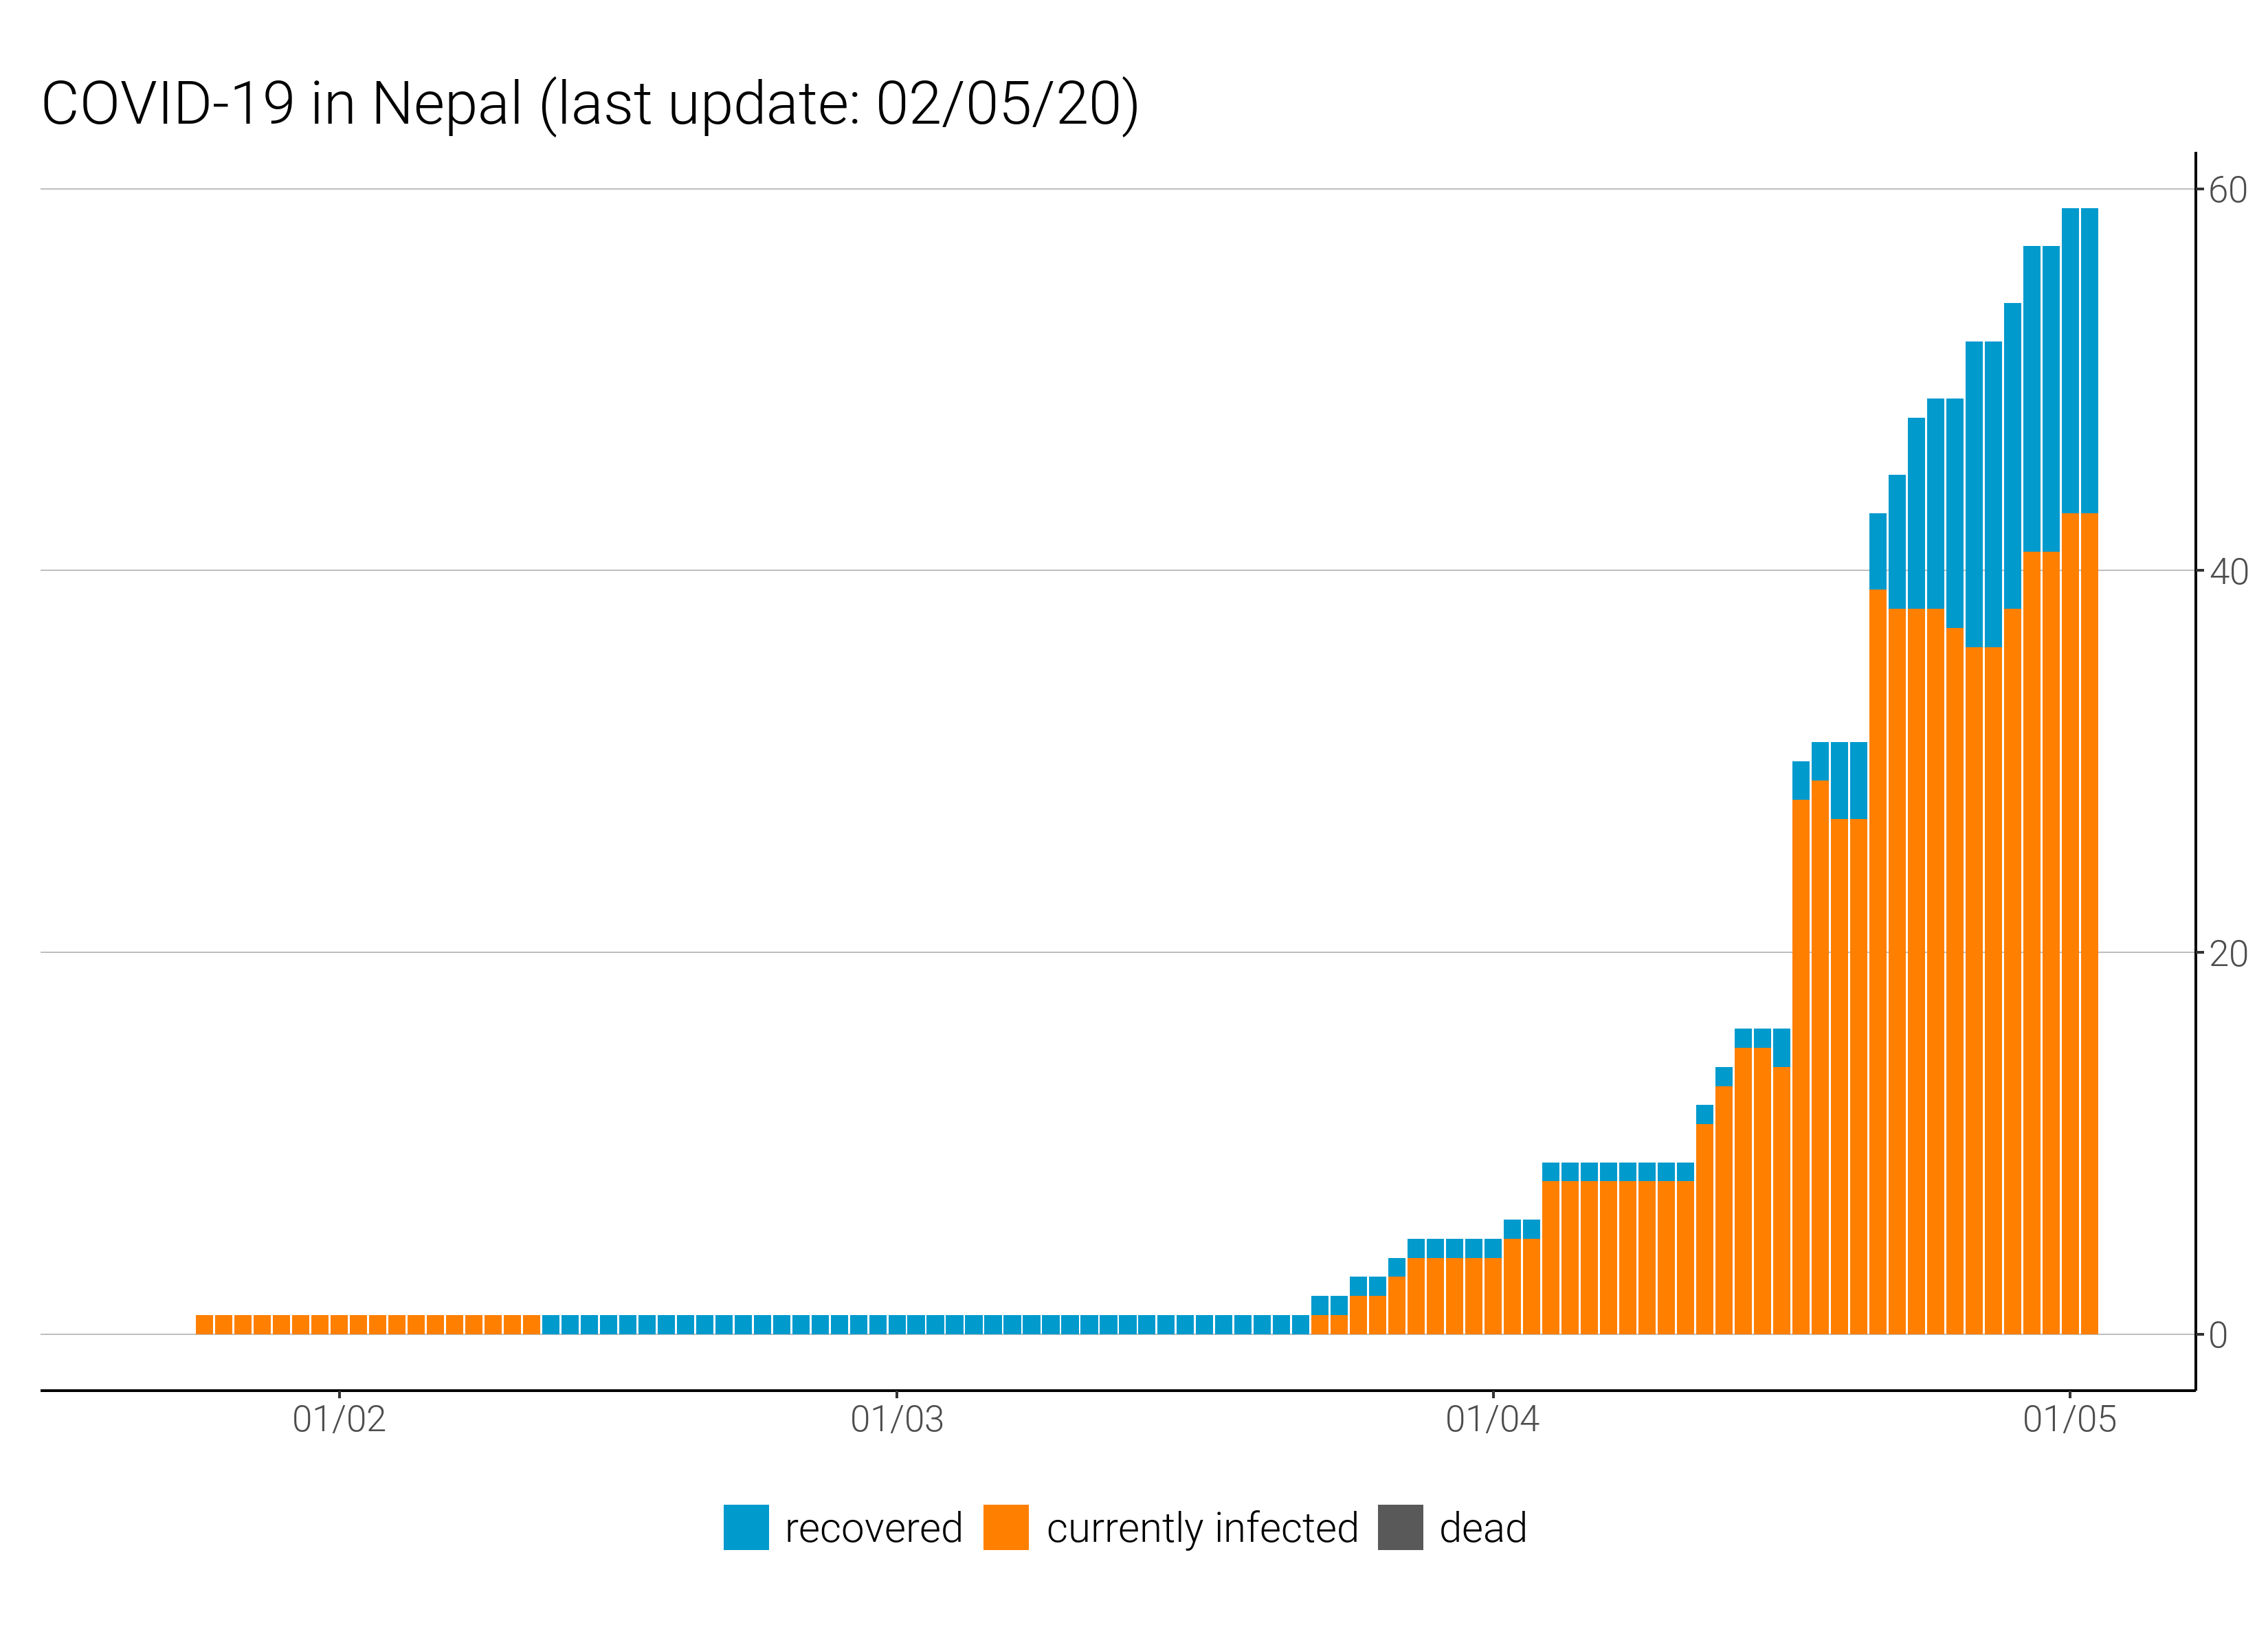 COVID-19 in Nepal (last update: 02/05/20)
60
40
20
0
01/02 01/03 01/04 01/05
recovered currently infected dead